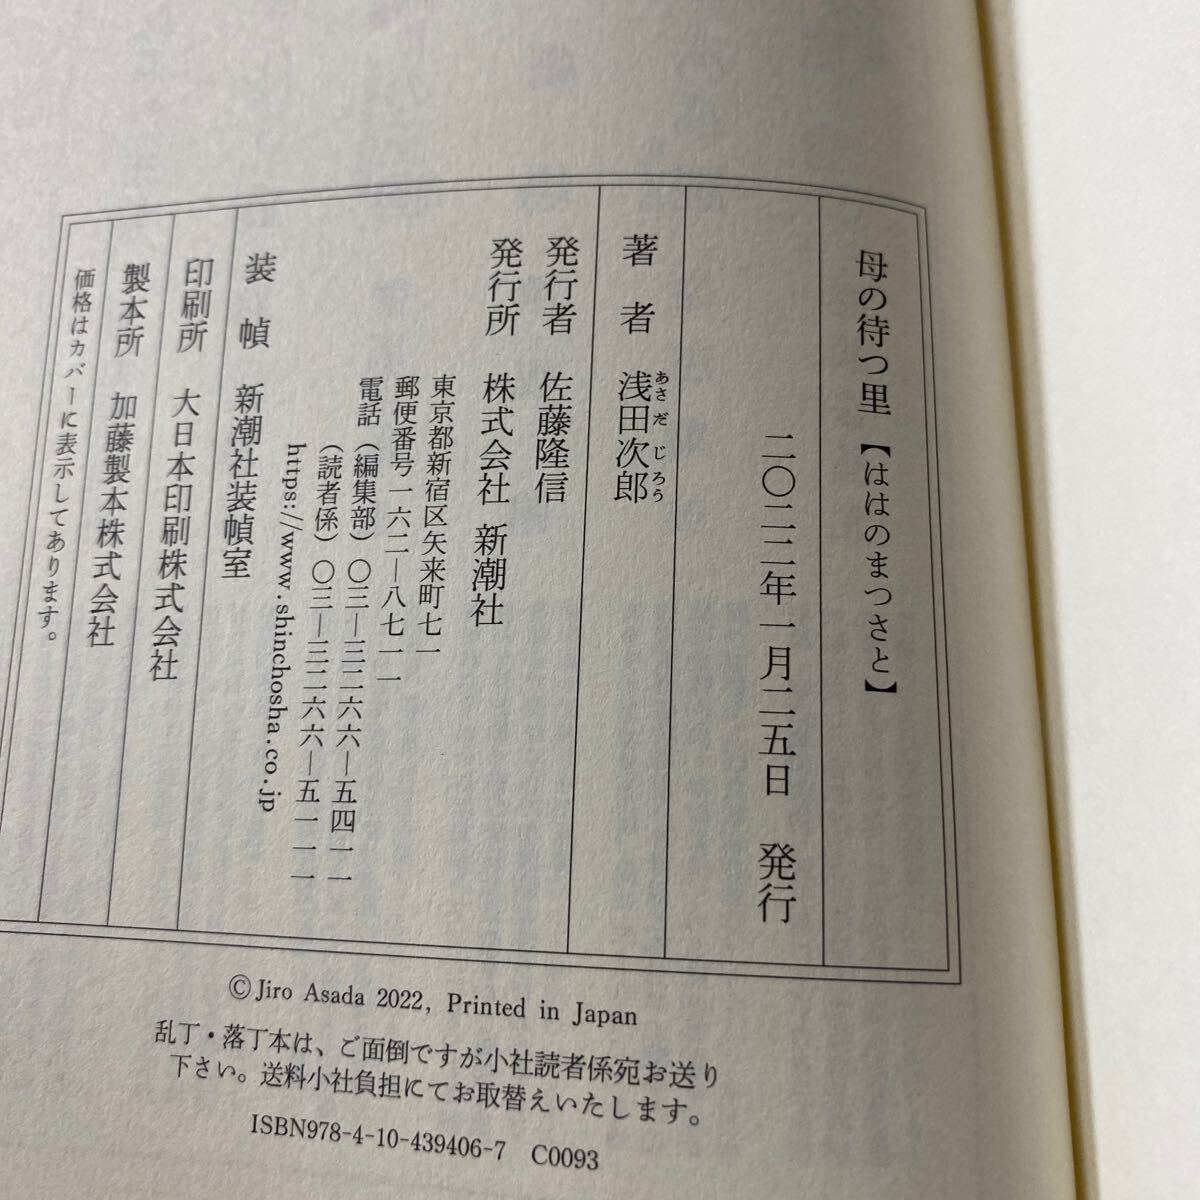 母の待つ里【ははのまつさと】
二〇二二年一月二五日　発行
著　者　浅田次郎
あさだじろう
発行者　佐藤隆信
発行所　株式会社 新潮社
東京都新宿区矢来町七一
郵便番号一六二―八七一一
電話（編集部）〇三―三二六六―五四一一
（読者係）〇三―三二六六―五一一一
https://www.shinchosha.co.jp
装　幀　新潮社装幀室
印刷所　大日本印刷株式会社
製本所　加藤製本株式会社
価格はカバーに表示してあります。
©Jiro Asada 2022, Printed in Japan
乱丁・落丁本は、ご面倒ですが小社読者係宛お送り
下さい。送料小社負担にてお取替えいたします。
ISBN978-4-10-439406-7 C0093